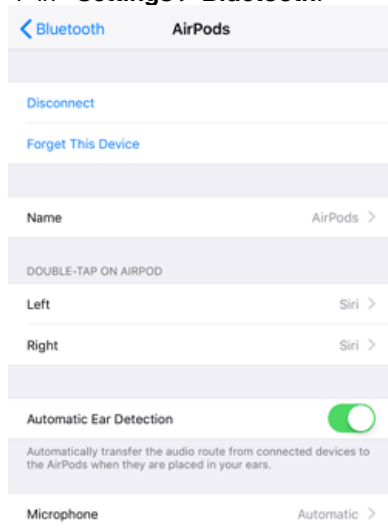 Settings > Bluetooth.
Bluetooth AirPods
Disconnect
Forget This Device
Name AirPods >
DOUBLE-TAP ON AIRPOD
Left Siri >
Right Siri >
Automatic Ear Detection
Automatically transfer the audio route from connected devices to
the AirPods when they are placed in your ears.
Microphone Automatic >